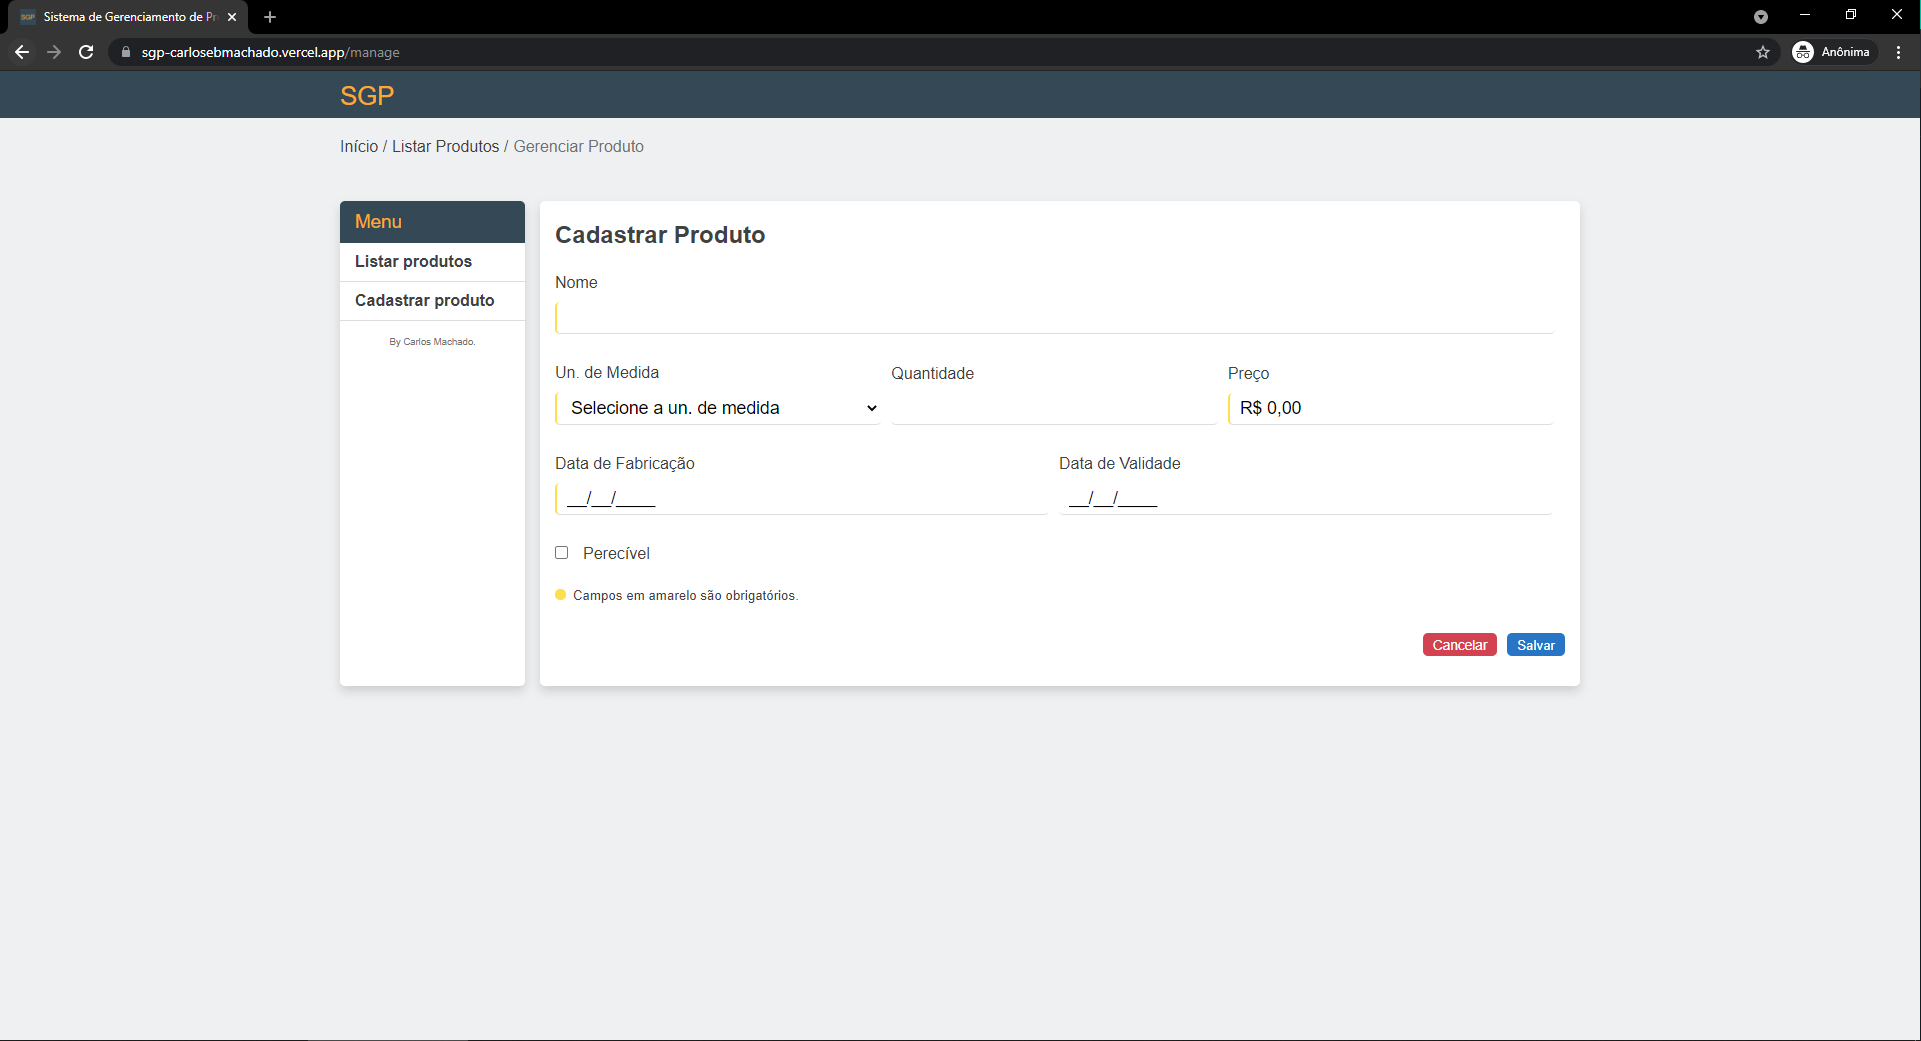 SGP Sistema de Gerenciamento de Pr
sgp-carlosebmachado.vercel.app/manage
Anônima
SGP
Início / Listar Produtos / Gerenciar Produto
Menu
Listar produtos
Cadastrar produto
By Carlos Machado.
Cadastrar Produto
Nome
Un. de Medida Quantidade Preço
Selecione a un. de medida R$ 0,00
Data de Fabricação Data de Validade
__/__/____ __/__/____
Perecível
Campos em amarelo são obrigatórios.
Cancelar Salvar